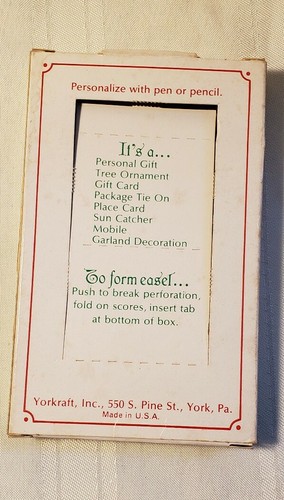 Personalize with pen or pencil.
It's a...
Personal Gift
Tree Ornament
Gift Card
Package Tie On
Place Card
Sun Catcher
Mobile
Garland Decoration
To form easel...
Push to break perforation,
fold on scores, insert tab
at bottom of box.
Yorkraft, Inc., 550 S. Pine St., York, Pa.
Made in U.S.A.